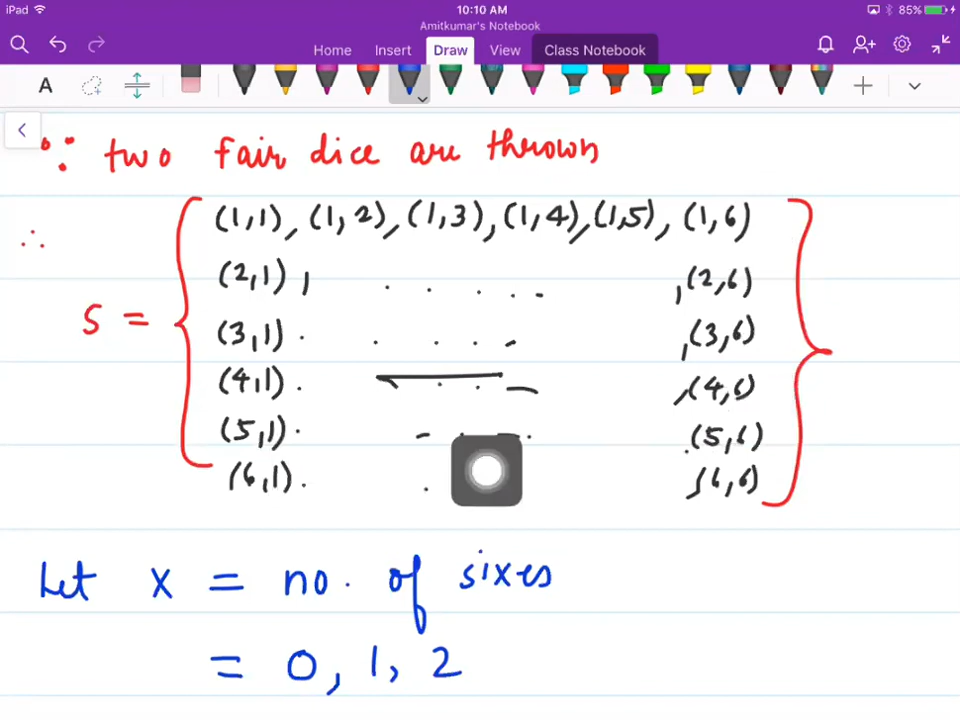 iPad 10:10 AM 85%
Amitkumar's Notebook
Home Insert Draw View Class Notebook
A
∵ two fair dice are thrown
∴
S = { (1,1), (1,2), (1,3), (1,4), (1,5), (1,6)
(2,1), . . . . . ,(2,6)
(3,1) . . . . . ,(3,6)
(4,1) . . . ,(4,6)
(5,1) . . . .(5,6)
(6,1) . . ,(6,6) }
Let X = no. of sixes
= 0, 1, 2